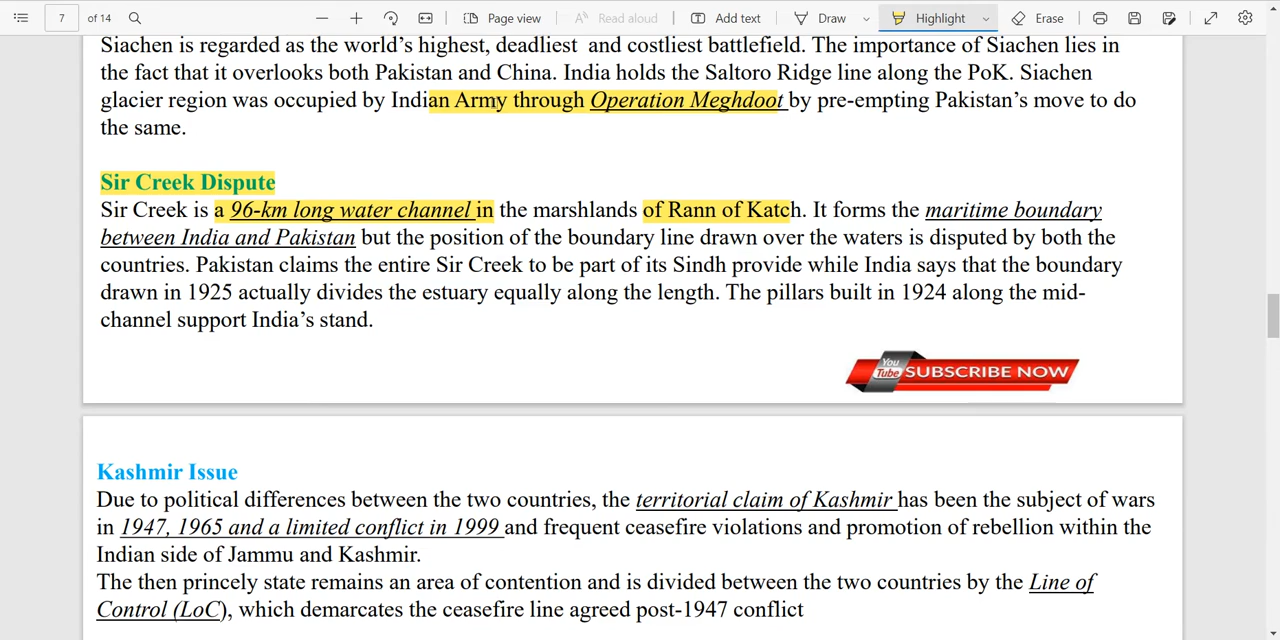 7 of 14 Page view Read aloud Add text Draw Highlight Erase
Siachen is regarded as the world's highest, deadliest and costliest battlefield. The importance of Siachen lies in
the fact that it overlooks both Pakistan and China. India holds the Saltoro Ridge line along the PoK. Siachen
glacier region was occupied by Indian Army through Operation Meghdoot by pre-empting Pakistan's move to do
the same.
Sir Creek Dispute
Sir Creek is a 96-km long water channel in the marshlands of Rann of Katch. It forms the maritime boundary
between India and Pakistan but the position of the boundary line drawn over the waters is disputed by both the
countries. Pakistan claims the entire Sir Creek to be part of its Sindh provide while India says that the boundary
drawn in 1925 actually divides the estuary equally along the length. The pillars built in 1924 along the mid-
channel support India's stand.
You
Tube SUBSCRIBE NOW
Kashmir Issue
Due to political differences between the two countries, the territorial claim of Kashmir has been the subject of wars
in 1947, 1965 and a limited conflict in 1999 and frequent ceasefire violations and promotion of rebellion within the
Indian side of Jammu and Kashmir.
The then princely state remains an area of contention and is divided between the two countries by the Line of
Control (LoC), which demarcates the ceasefire line agreed post-1947 conflict